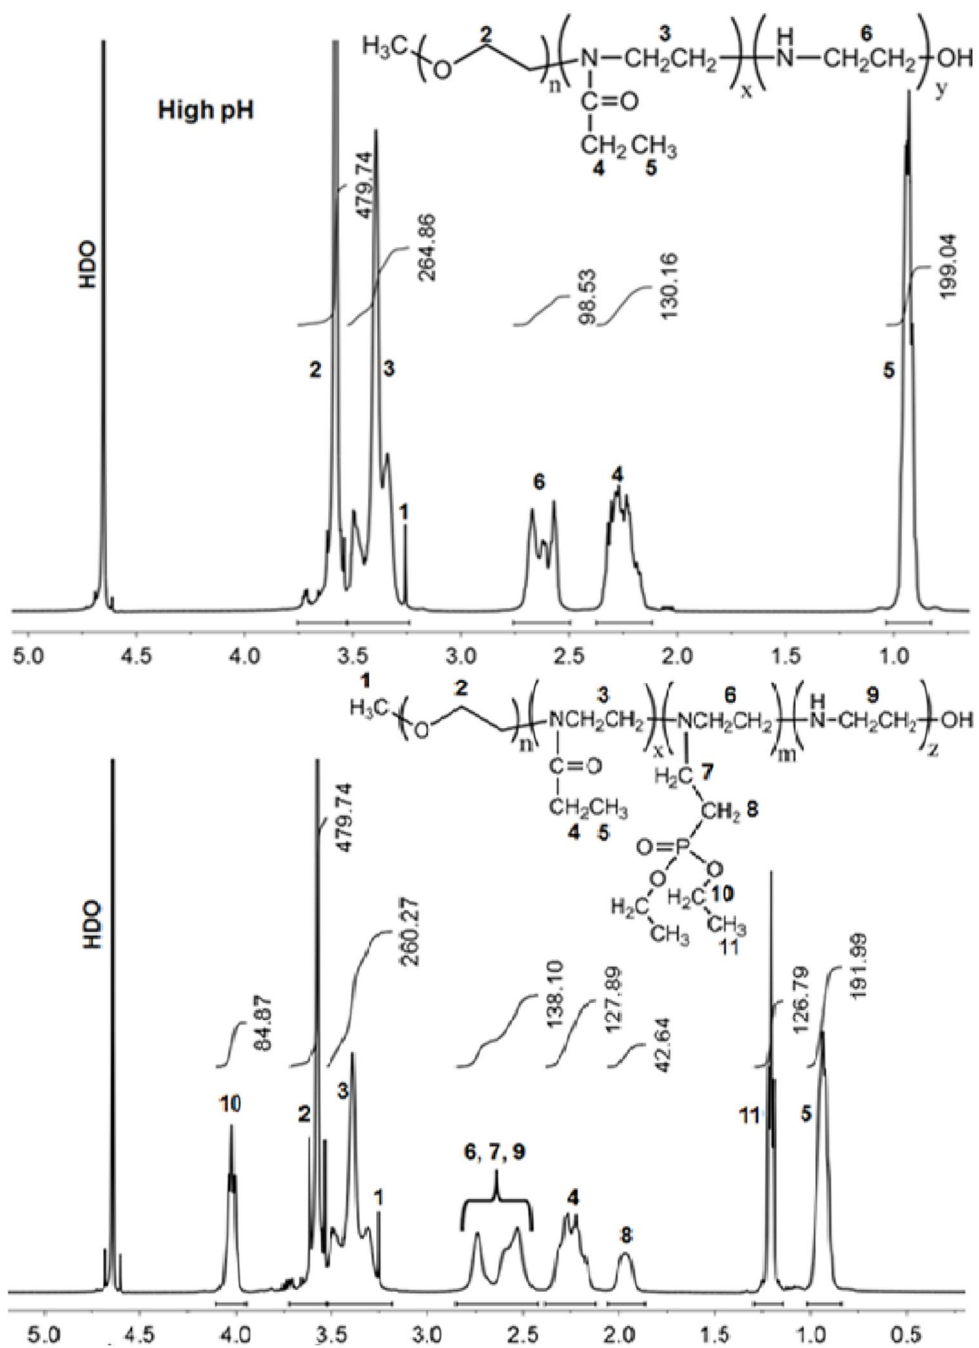 2 3 H 6
H3C O n N CH2CH2 x N CH2CH2 y OH
C=O
CH2CH3
4 5
High pH
HDO
479.74
264.86
98.53
130.16
199.04
2 3 1 6 4 5
5.0 4.5 4.0 3.5 3.0 2.5 2.0 1.5 1.0
1 2 3 6 H 9
H3C O n NCH2CH2 x NCH2CH2 m N CH2CH2 z OH
C=O H2C 7
CH2CH3 CH2 8
4 5 O=P
O O
H2C H2C 10
CH3 CH3
11
HDO
84.87
479.74
260.27
138.10
127.89
42.64
126.79
191.99
10 2 3 1 6, 7, 9 4 8 11 5
5.0 4.5 4.0 3.5 3.0 2.5 2.0 1.5 1.0 0.5